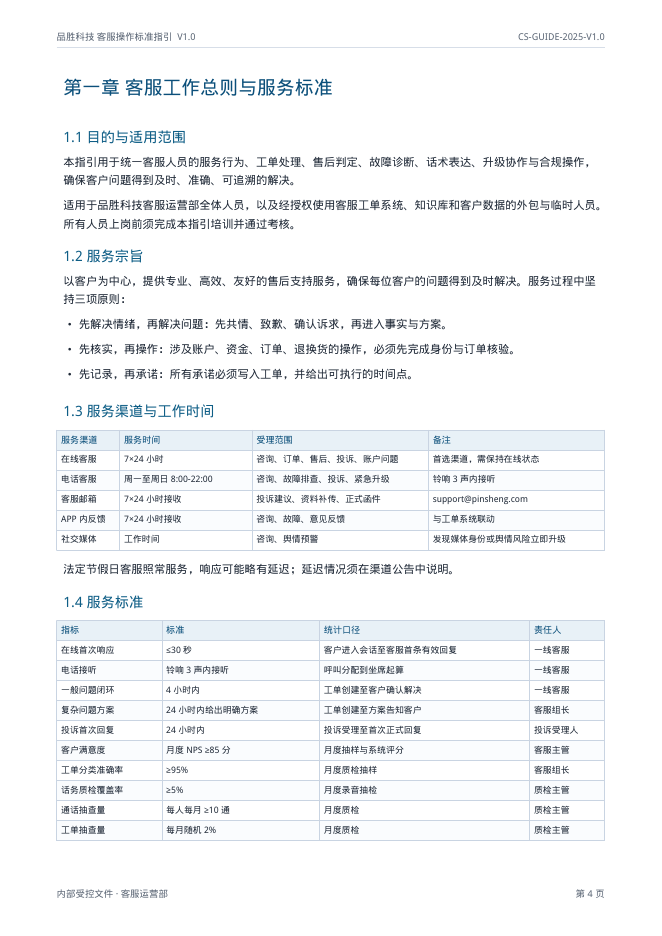 品胜科技 客服操作标准指引 V1.0
CS-GUIDE-2025-V1.0
第一章 客服工作总则与服务标准
1.1 目的与适用范围
本指引用于统一客服人员的服务行为、工单处理、售后判定、故障诊断、话术表达、升级协作与合规操作，
确保客户问题得到及时、准确、可追溯的解决。
适用于品胜科技客服运营部全体人员，以及经授权使用客服工单系统、知识库和客户数据的外包与临时人员。
所有人员上岗前须完成本指引培训并通过考核。
1.2 服务宗旨
以客户为中心，提供专业、高效、友好的售后支持服务，确保每位客户的问题得到及时解决。服务过程中坚
持三项原则：
• 先解决情绪，再解决问题：先共情、致歉、确认诉求，再进入事实与方案。
• 先核实，再操作：涉及账户、资金、订单、退换货的操作，必须先完成身份与订单核验。
• 先记录，再承诺：所有承诺必须写入工单，并给出可执行的时间点。
1.3 服务渠道与工作时间
服务渠道 服务时间 受理范围 备注
在线客服 7×24 小时 咨询、订单、售后、投诉、账户问题 首选渠道，需保持在线状态
电话客服 周一至周日 8:00-22:00 咨询、故障排查、投诉、紧急升级 铃响 3 声内接听
客服邮箱 7×24 小时接收 投诉建议、资料补传、正式函件 support@pinsheng.com
APP 内反馈 7×24 小时接收 咨询、故障、意见反馈 与工单系统联动
社交媒体 工作时间 咨询、舆情预警 发现媒体身份或舆情风险立即升级
法定节假日客服照常服务，响应可能略有延迟；延迟情况须在渠道公告中说明。
1.4 服务标准
指标 标准 统计口径 责任人
在线首次响应 ≤30 秒 客户进入会话至客服首条有效回复 一线客服
电话接听 铃响 3 声内接听 呼叫分配到坐席起算 一线客服
一般问题闭环 4 小时内 工单创建至客户确认解决 一线客服
复杂问题方案 24 小时内给出明确方案 工单创建至方案告知客户 客服组长
投诉首次回复 24 小时内 投诉受理至首次正式回复 投诉受理人
客户满意度 月度 NPS ≥85 分 月度抽样与系统评分 客服主管
工单分类准确率 ≥95% 月度质检抽样 客服组长
话务质检覆盖率 ≥5% 月度录音抽检 质检主管
通话抽查量 每人每月 ≥10 通 月度质检 质检主管
工单抽查量 每月随机 2% 月度质检 质检主管
内部受控文件 · 客服运营部
第 4 页